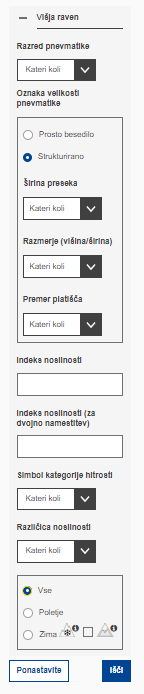 Višja raven
Razred pnevmatike
Kateri koli
Oznaka velikosti
pnevmatike
Prosto besedilo
Strukturirano
Širina preseka
Kateri koli
Razmerje (višina/širina)
Kateri koli
Premer platišča
Kateri koli
Indeks nosilnosti
Indeks nosilnosti (za
dvojno namestitev)
Simbol kategorije hitrosti
Kateri koli
Različica nosilnosti
Kateri koli
Vse
Poletje
Zima
Ponastavite
Išči